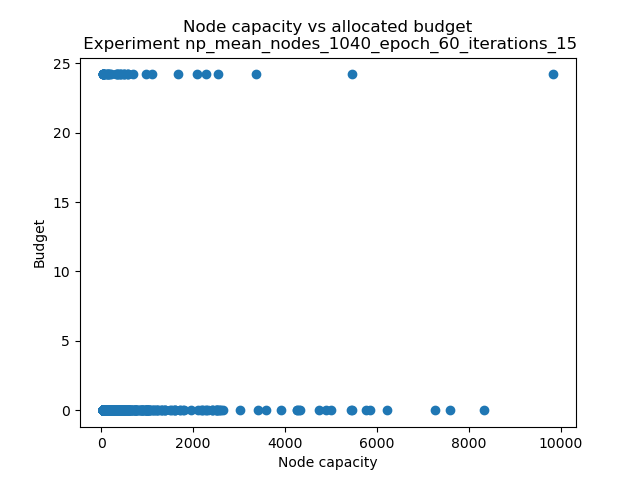 Node capacity vs allocated budget
Experiment np_mean_nodes_1040_epoch_60_iterations_15
25
20
15
10
5
0
Budget
0 2000 4000 6000 8000 10000
Node capacity